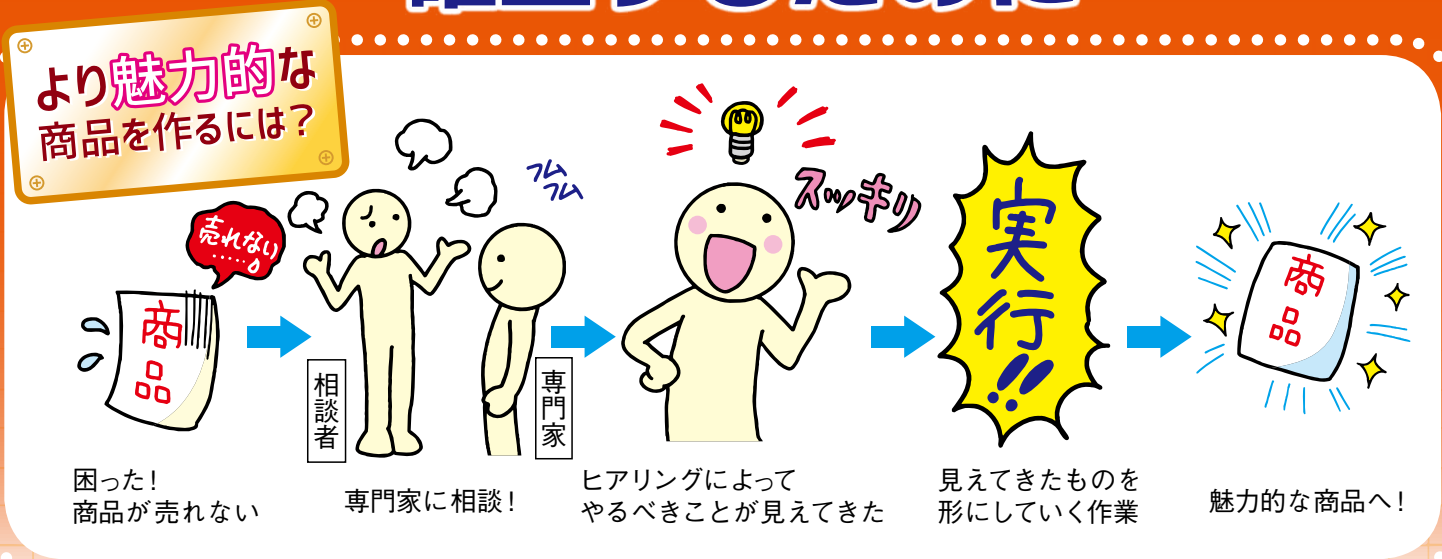 より魅力的な
商品を作るには？
売れない
……
商品
相談者
フムフム
専門家
スッキリ
実行!!
商品
困った！
商品が売れない
専門家に相談！
ヒアリングによって
やるべきことが見えてきた
見えてきたものを
形にしていく作業
魅力的な商品へ！